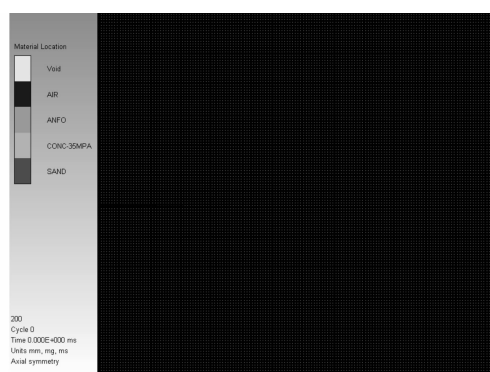 Material Location
Void
AIR
ANFO
CONC-35MPA
SAND
200
Cycle 0
Time 0.000E+000 ms
Units mm, mg, ms
Axial symmetry